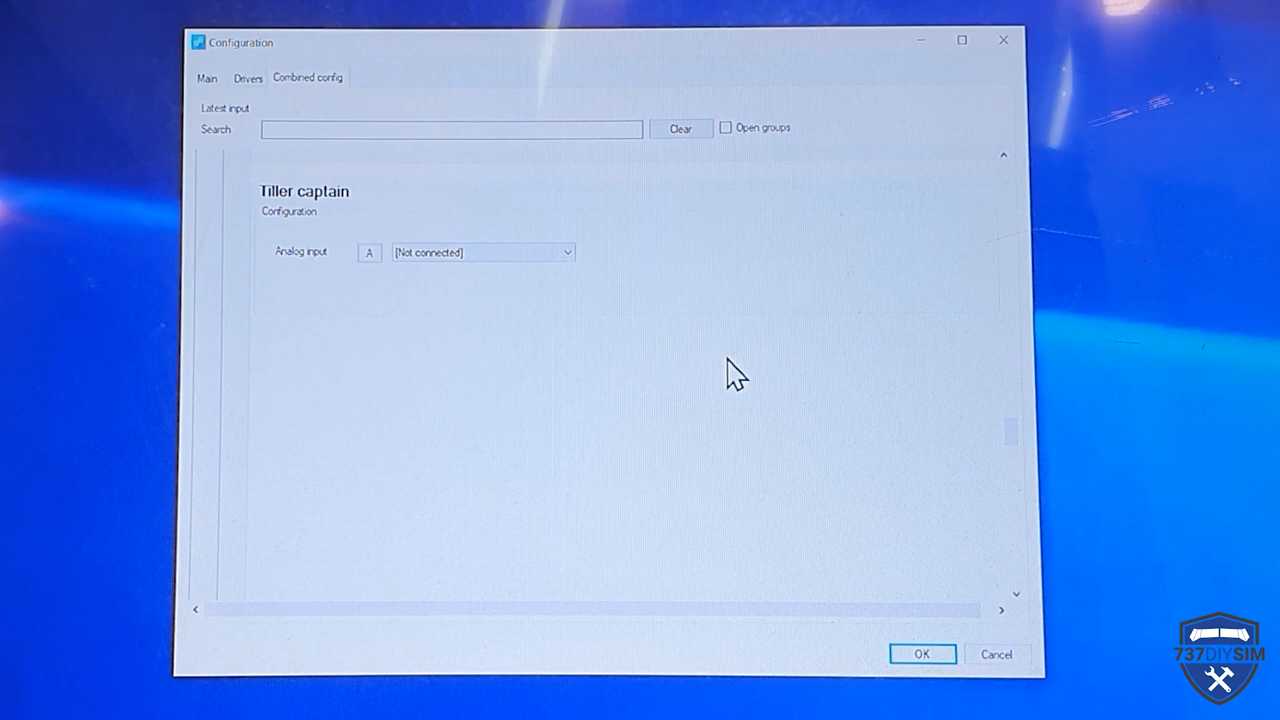 Configuration
Main Drivers Combined config
Latest input
Search Clear Open groups
Tiller captain
Configuration
Analog input A [Not connected]
OK Cancel
737DIYSIM